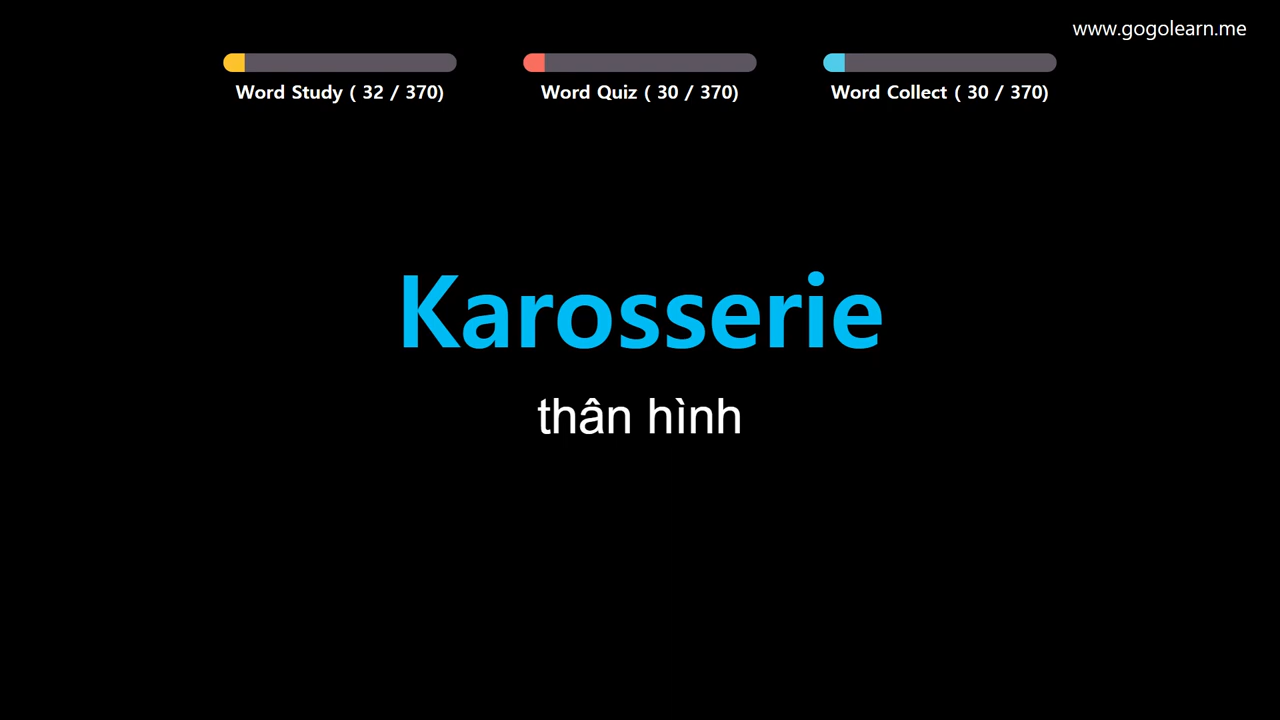 www.gogolearn.me
Word Study ( 32 / 370)
Word Quiz ( 30 / 370)
Word Collect ( 30 / 370)
Karosserie
thân hình